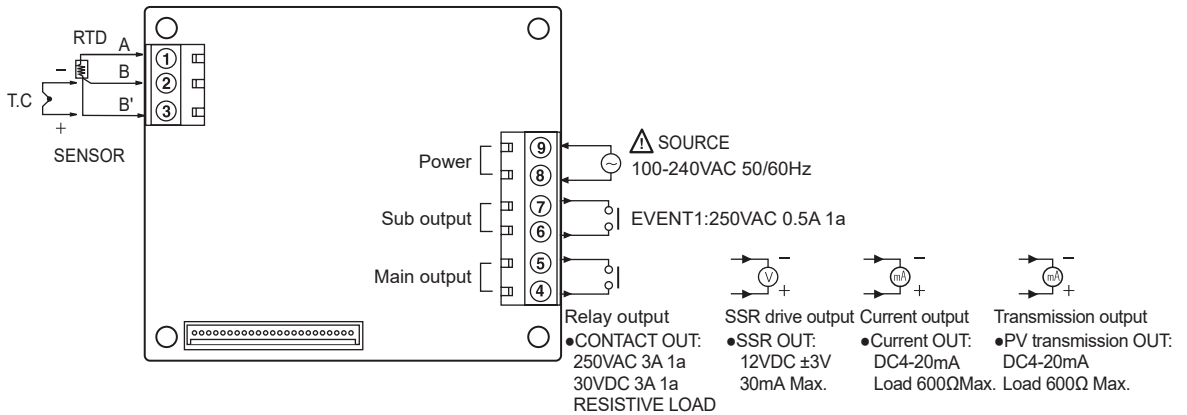 RTD A
− B
T.C
B'
+
SENSOR
1
2
3
Power
Sub output
Main output
9
8
7
6
5
4
SOURCE
100-240VAC 50/60Hz
EVENT1:250VAC 0.5A 1a
Relay output
●CONTACT OUT:
250VAC 3A 1a
30VDC 3A 1a
RESISTIVE LOAD
−
V
+
SSR drive output
●SSR OUT:
12VDC ±3V
30mA Max.
−
mA
+
Current output
●Current OUT:
DC4-20mA
Load 600ΩMax.
−
mA
+
Transmission output
●PV transmission OUT:
DC4-20mA
Load 600Ω Max.